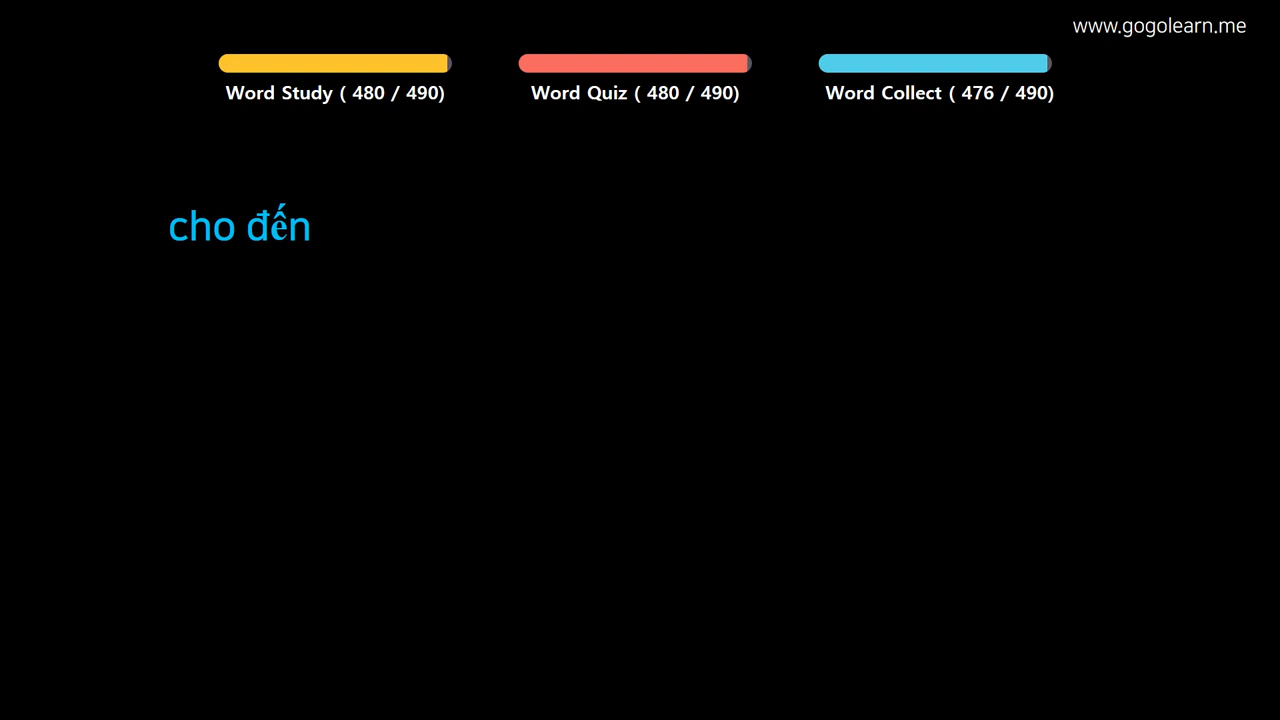 www.gogolearn.me
Word Study ( 480 / 490)
Word Quiz ( 480 / 490)
Word Collect ( 476 / 490)
cho đến